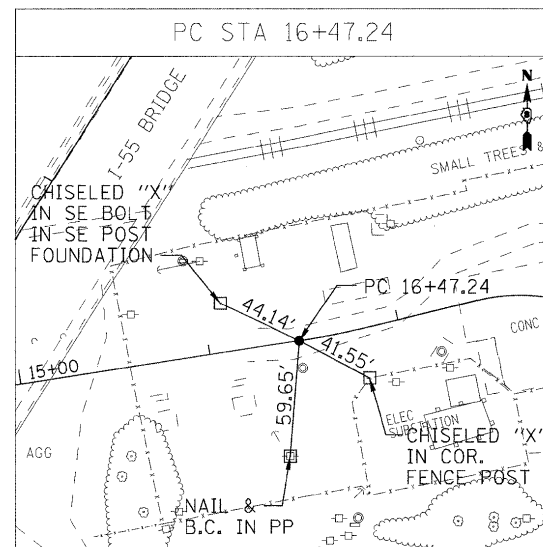 PC STA 16+47.24
I-55 BRIDGE
N
SMALL TREES &
CHISELED "X"
IN SE BOLT
IN SE POST
FOUNDATION
PC 16+47.24
44.14'
41.55'
59.65'
15+00
CONC
ELEC
SUBSTATION
AGG
CHISELED "X"
IN COR.
FENCE POST
NAIL &
B.C. IN PP